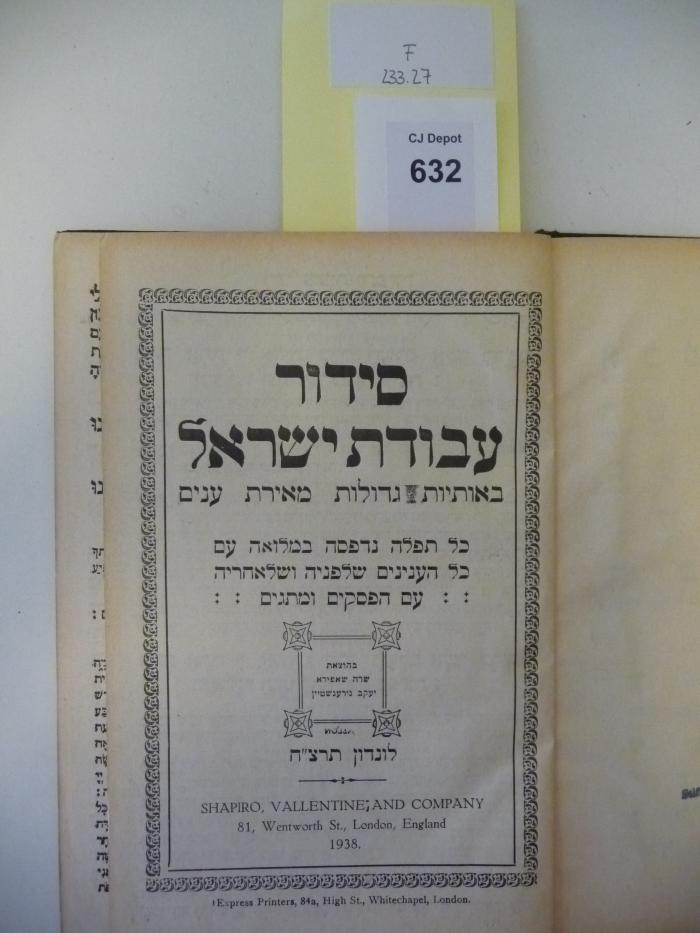 F
233.27
CJ Depot
632
סידור
עבודת ישראל
באותיות גדולות מאירת ענים
כל תפלה נדפסה במלואה עם
כל הענינים שלפניה ושלאחריה
: : עם הפסקים ומתגים : :
בהוצאת
שרה שאפירא
יעקב
לונדון תרצ״ח
SHAPIRO, VALLENTINE, AND COMPANY
81, Wentworth St., London, England
1938.
Express Printers, 84a, High St., Whitechapel, London.